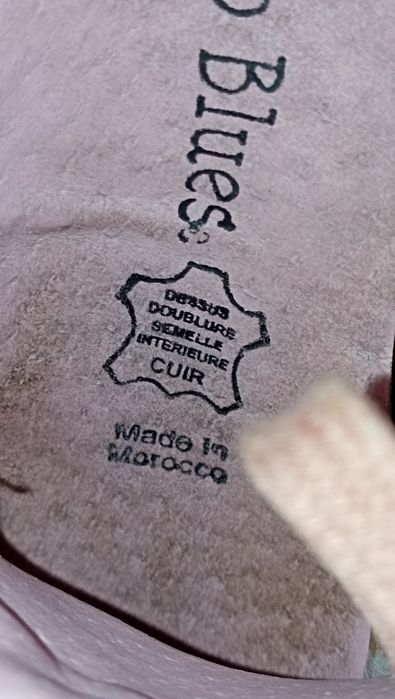 Blues
DESSUS
DOUBLURE
SEMELLE
INTERIEURE
CUIR
Made in
Morocco